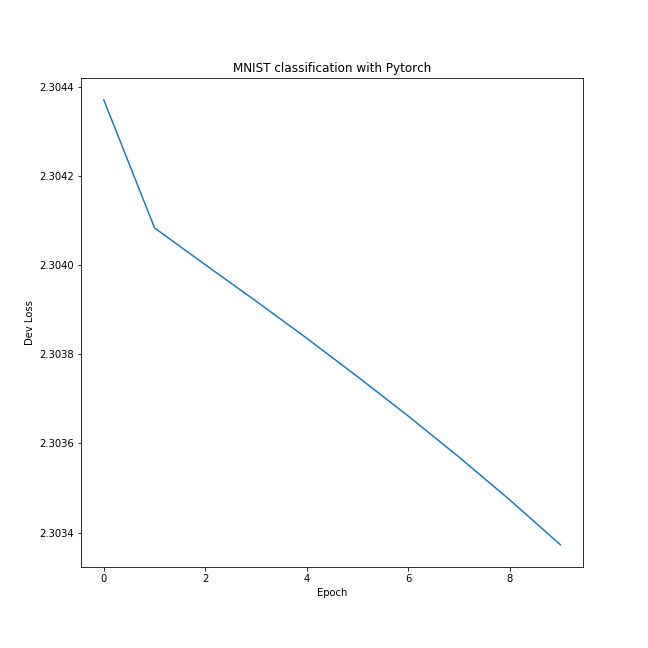 MNIST classification with Pytorch
2.3044
2.3042
2.3040
2.3038
2.3036
2.3034
Dev Loss
0 2 4 6 8
Epoch